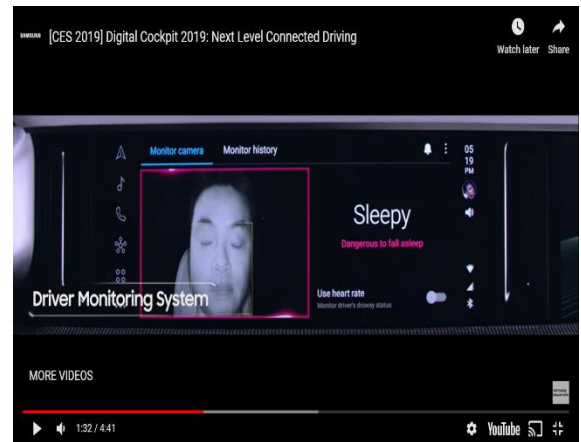 SAMSUNG [CES 2019] Digital Cockpit 2019: Next Level Connected Driving
Watch later Share
Monitor camera Monitor history
05
19
PM
Sleepy
Dangerous to fall asleep
Use heart rate
Monitor driver's drowsy status
Driver Monitoring System
MORE VIDEOS
1:32 / 4:41
YouTube